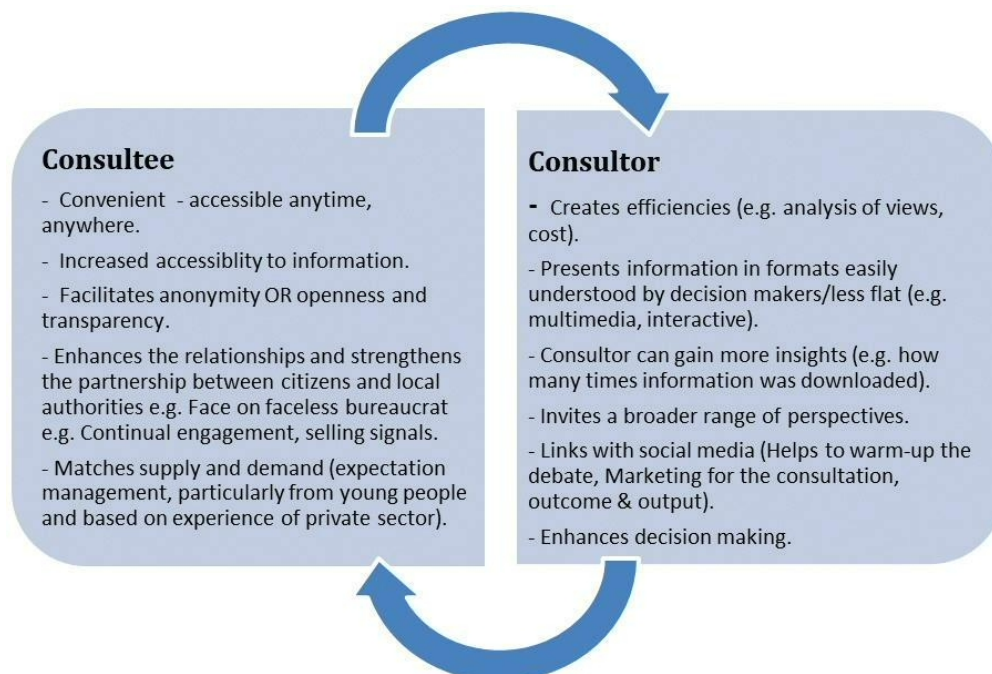 Consultee
- Convenient - accessible anytime,
anywhere.
- Increased accessiblity to information.
- Facilitates anonymity OR openness and
transparency.
- Enhances the relationships and strengthens
the partnership between citizens and local
authorities e.g. Face on faceless bureaucrat
e.g. Continual engagement, selling signals.
- Matches supply and demand (expectation
management, particularly from young people
and based on experience of private sector).
Consultor
- Creates efficiencies (e.g. analysis of views,
cost).
- Presents information in formats easily
understood by decision makers/less flat (e.g.
multimedia, interactive).
- Consultor can gain more insights (e.g. how
many times information was downloaded).
- Invites a broader range of perspectives.
- Links with social media (Helps to warm-up the
debate, Marketing for the consultation,
outcome & output).
- Enhances decision making.